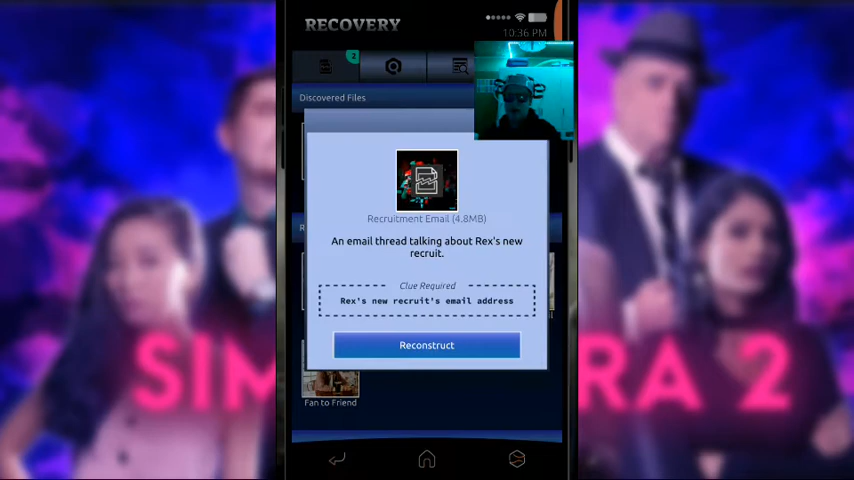 RECOVERY
10:36 PM
2
Discovered Files
Recruitment Email (4.8MB)
An email thread talking about Rex's new
recruit.
Clue Required
Rex's new recruit's email address
Reconstruct
Fan to Friend
SIM
RA 2